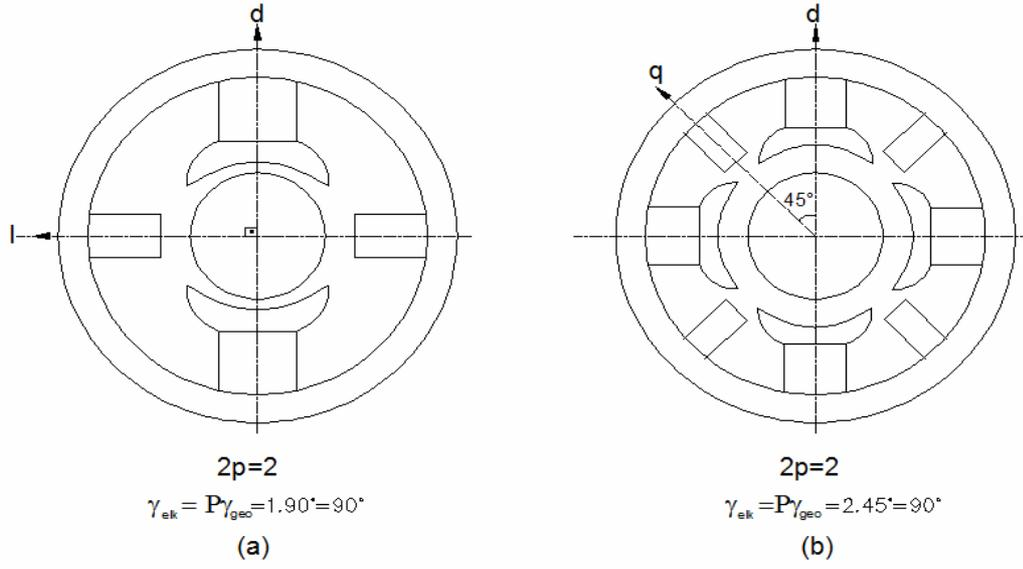 d
d
q
45°
l
2p=2
2p=2
γelk = Pγgeo=1.90°=90°
γelk =Pγgeo =2.45°=90°
(a)
(b)